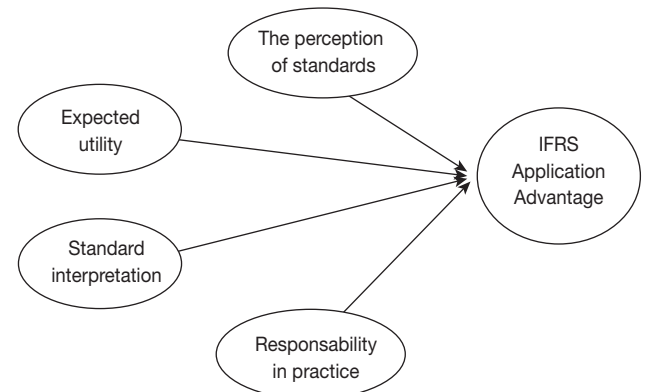 The perception
of standards
Expected
utility
IFRS
Application
Advantage
Standard
interpretation
Responsability
in practice